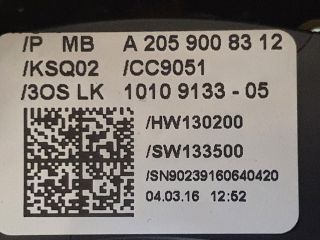 /P MB A 205 900 83 12
/KSQ02 /CC9051
/3OS LK 1010 9133 - 05
/HW130200
/SW133500
/SN90239160640420
04.03.16 12:52